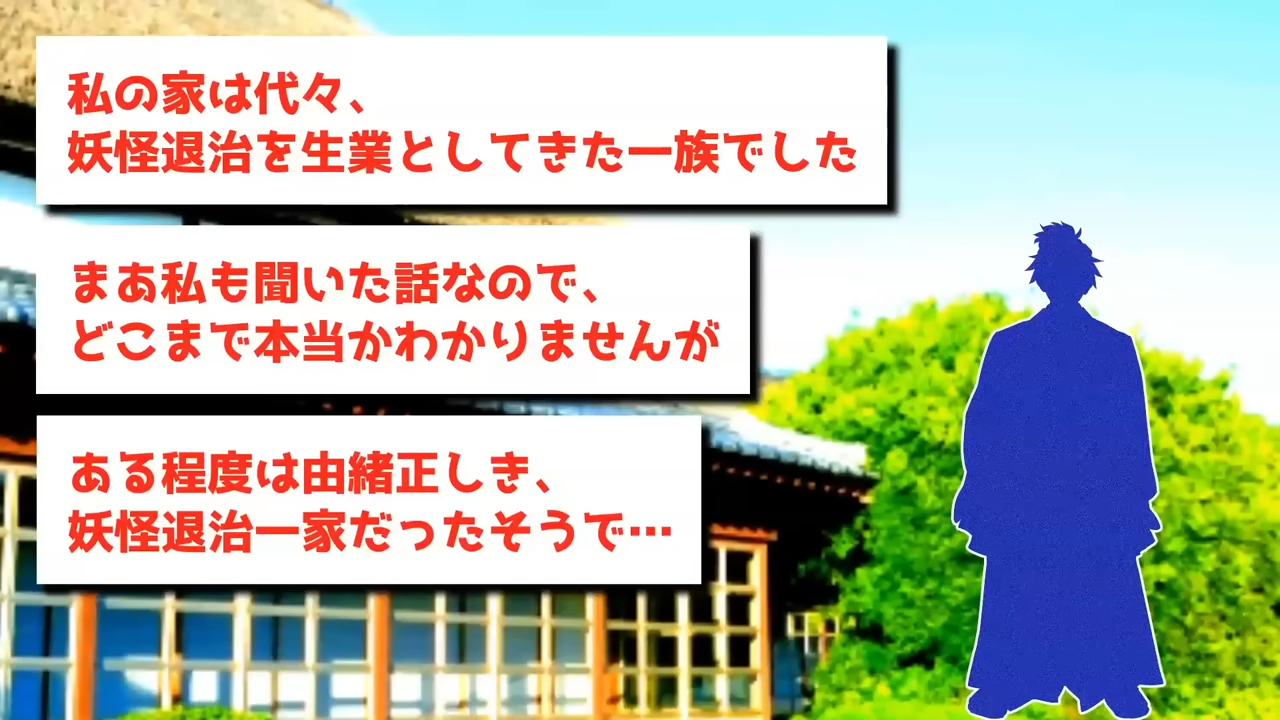 私の家は代々、
妖怪退治を生業としてきた一族でした
まあ私も聞いた話なので、
どこまで本当かわかりませんが
ある程度は由緒正しき、
妖怪退治一家だったそうで…